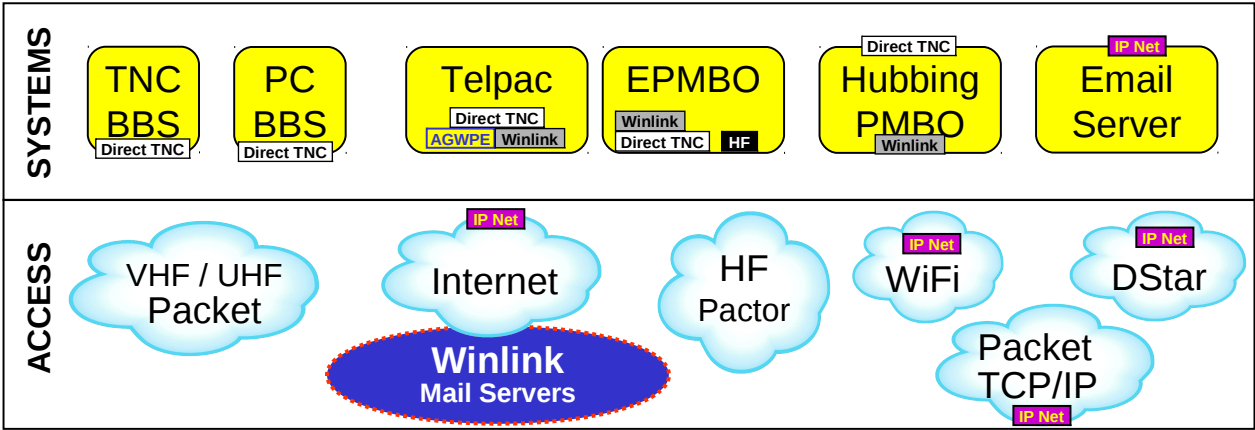 SYSTEMS
TNC
BBS
Direct TNC
PC
BBS
Direct TNC
Telpac
Direct TNC
AGWPE Winlink
EPMBO
Winlink
Direct TNC HF
Direct TNC
Hubbing
PMBO
Winlink
IP Net
Email
Server
ACCESS
VHF / UHF
Packet
IP Net
Internet
Winlink
Mail Servers
HF
Pactor
IP Net
WiFi
IP Net
DStar
Packet
TCP/IP
IP Net